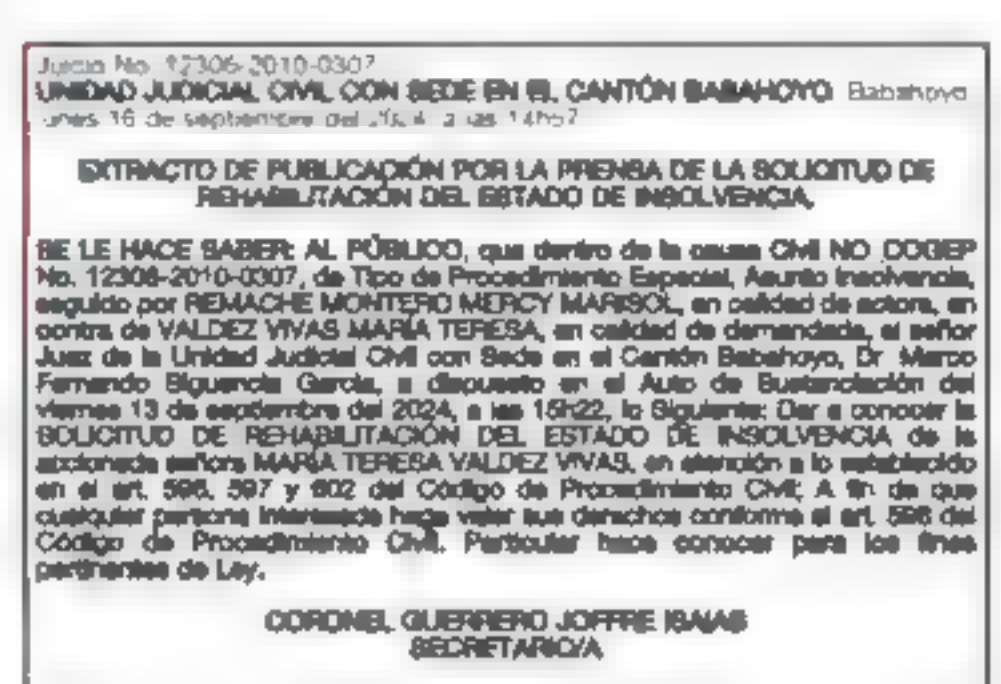 Juicio No. 12306-2010-0307
UNIDAD JUDICIAL CIVIL CON SEDE EN EL CANTÓN BABAHOYO. Babahoyo
lunes 16 de septiembre del 2024, a las 14h57
EXTRACTO DE PUBLICACIÓN POR LA PRENSA DE LA SOLICITUD DE
REHABILITACIÓN DEL ESTADO DE INSOLVENCIA.
SE LE HACE SABER: AL PÚBLICO, que dentro de la causa CIVIL NO COGEP
No. 12306-2010-0307, de Tipo de Procedimiento Especial, Asunto Insolvencia,
seguido por REMACHE MONTERO MERCY MARISOL, en calidad de actora, en
contra de VALDEZ VIVAS MARÍA TERESA, en calidad de demandada, el señor
Juez de la Unidad Judicial Civil con Sede en el Cantón Babahoyo, Dr. Marco
Fernando Siguencia García, a dispuesto en el Auto de Sustanciación del
viernes 13 de septiembre del 2024, a las 15h22, lo Siguiente: Dar a conocer la
SOLICITUD DE REHABILITACIÓN DEL ESTADO DE INSOLVENCIA de la
accionada señora MARÍA TERESA VALDEZ VIVAS, en atención a lo establecido
en el art. 596, 597 y 602 del Código de Procedimiento Civil; A fin de que
cualquier persona interesada haga valer sus derechos conforme el art. 598 del
Código de Procedimiento Civil. Particular hace conocer para los fines
pertinentes de Ley.
CORONEL GUERRERO JOFFRE ISAIAS
SECRETARIO/A